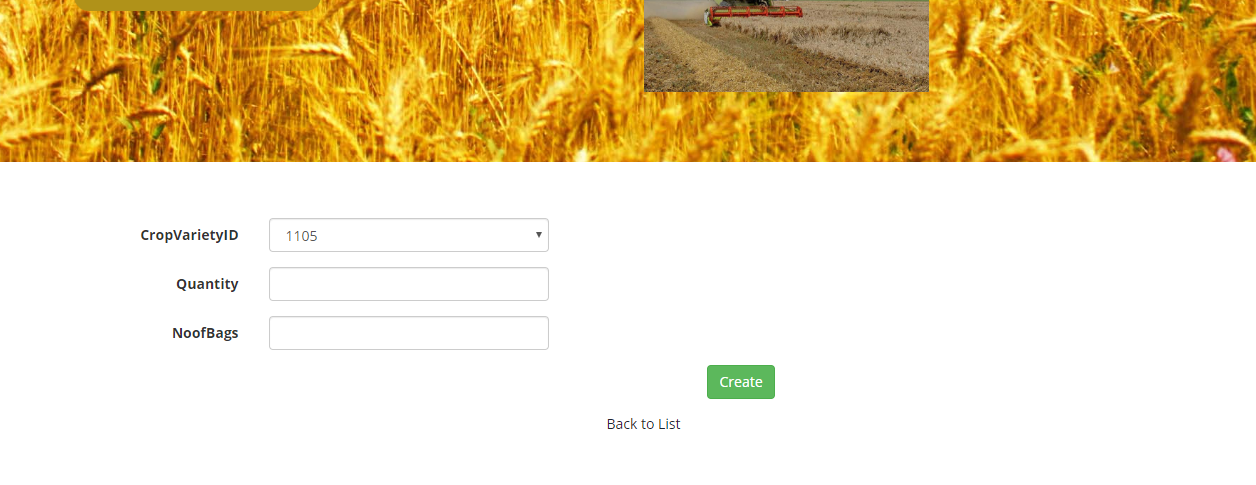 CropVarietyID
1105
Quantity
NoofBags
Create
Back to List